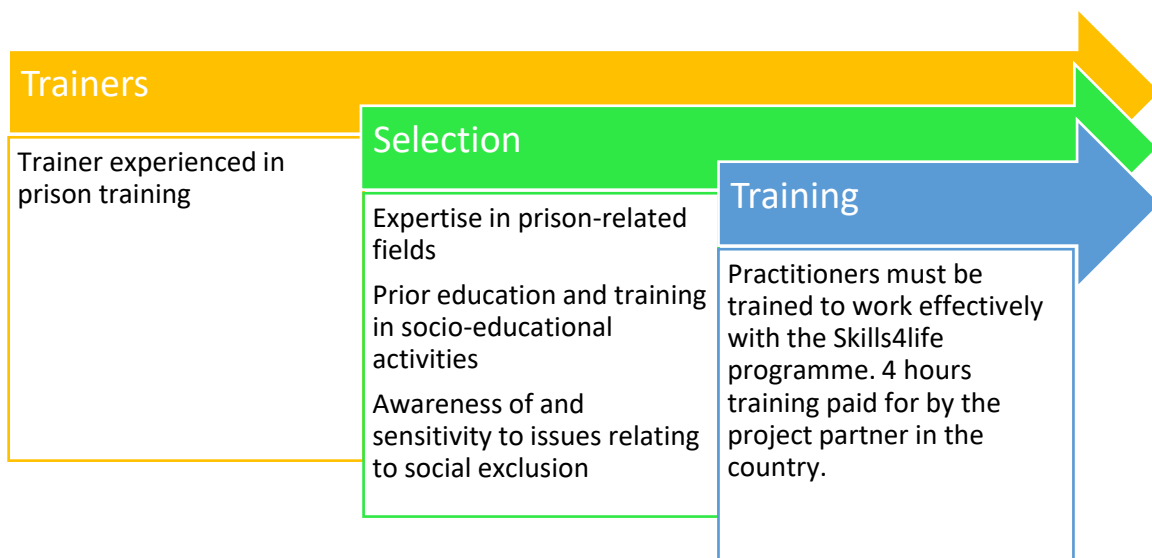 Trainers
Trainer experienced in
prison training
Selection
Expertise in prison-related
fields
Prior education and training
in socio-educational
activities
Awareness of and
sensitivity to issues relating
to social exclusion
Training
Practitioners must be
trained to work effectively
with the Skills4life
programme. 4 hours
training paid for by the
project partner in the
country.